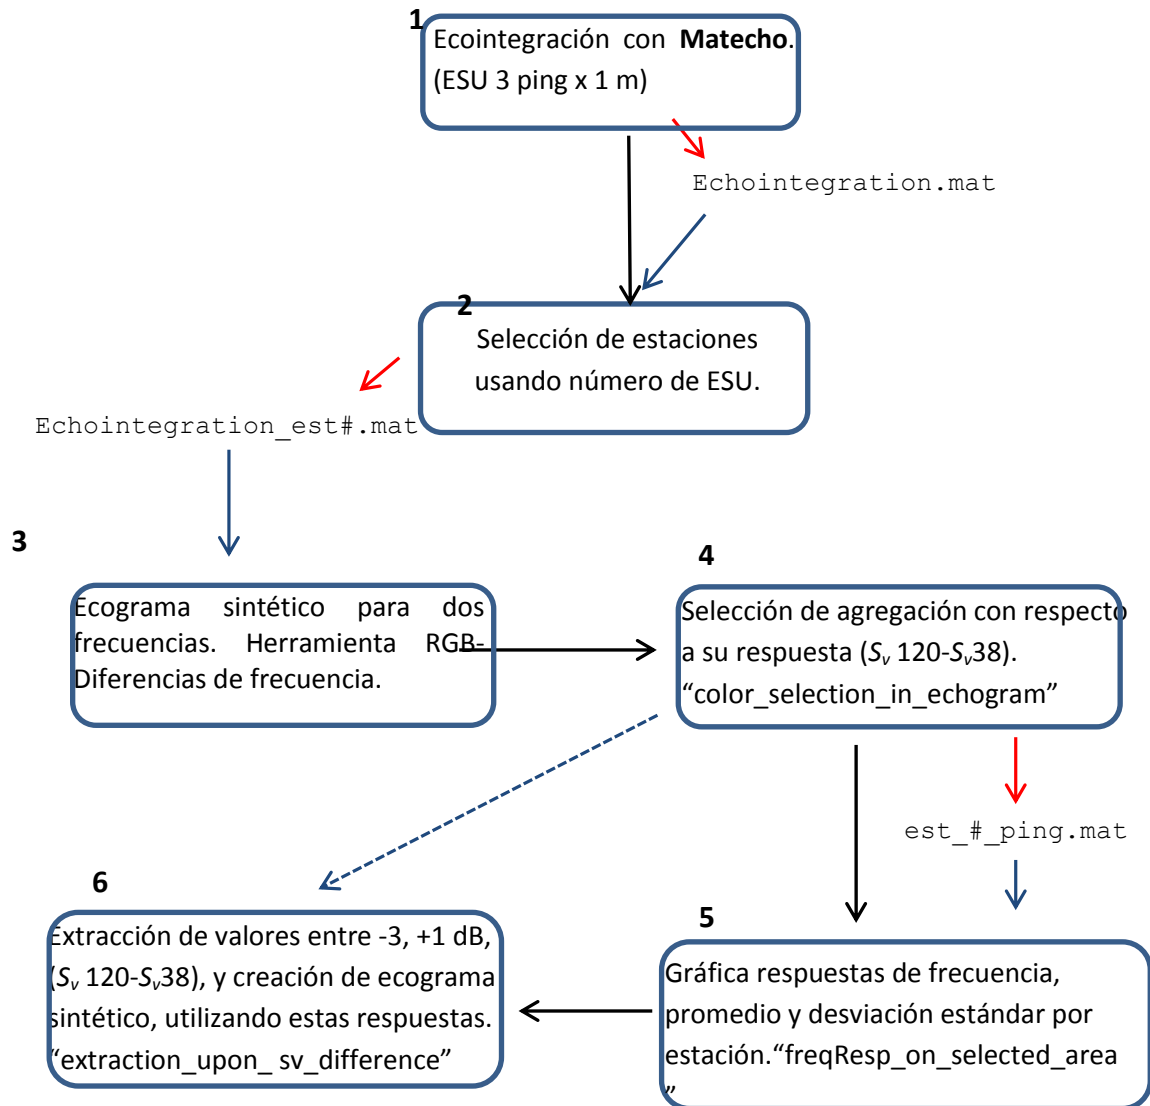 1
Ecointegración con Matecho.
(ESU 3 ping x 1 m)
Echointegration.mat
2
Selección de estaciones
usando número de ESU.
Echointegration_est#.mat
3
Ecograma sintético para dos
frecuencias. Herramienta RGB-
Diferencias de frecuencia.
4
Selección de agregación con respecto
a su respuesta (Sv 120-Sv38).
“color_selection_in_echogram”
est_#_ping.mat
5
Gráfica respuestas de frecuencia,
promedio y desviación estándar por
estación.“freqResp_on_selected_area
”
6
Extracción de valores entre -3, +1 dB,
(Sv 120-Sv38), y creación de ecograma
sintético, utilizando estas respuestas.
“extraction_upon_ sv_difference”